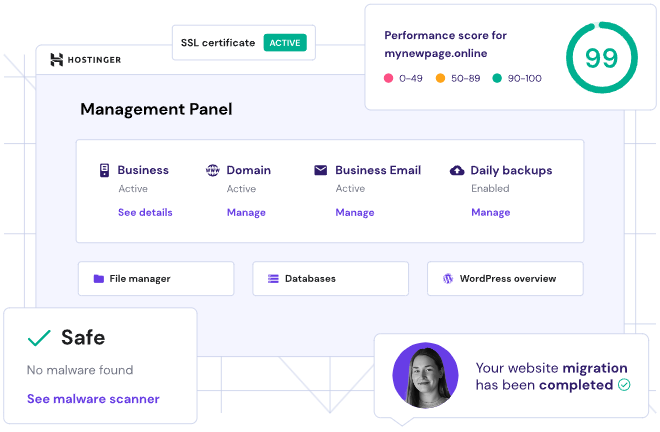 SSL certificate ACTIVE
Performance score for
mynewpage.online
0-49 50-89 90-100
99
HOSTINGER
Management Panel
Business Domain Business Email Daily backups
Active Active Active Enabled
See details Manage Manage Manage
File manager Databases WordPress overview
Safe
No malware found
See malware scanner
Your website migration
has been completed